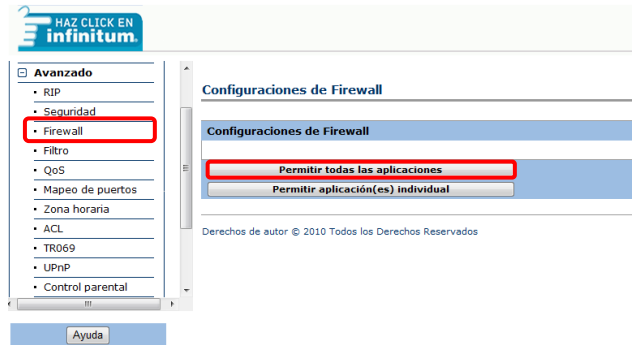 HAZ CLICK EN
infinitum.
Avanzado
RIP
Seguridad
Firewall
Filtro
QoS
Mapeo de puertos
Zona horaria
ACL
TR069
UPnP
Control parental
Ayuda
Configuraciones de Firewall
Configuraciones de Firewall
Permitir todas las aplicaciones
Permitir aplicación(es) individual
Derechos de autor © 2010 Todos los Derechos Reservados